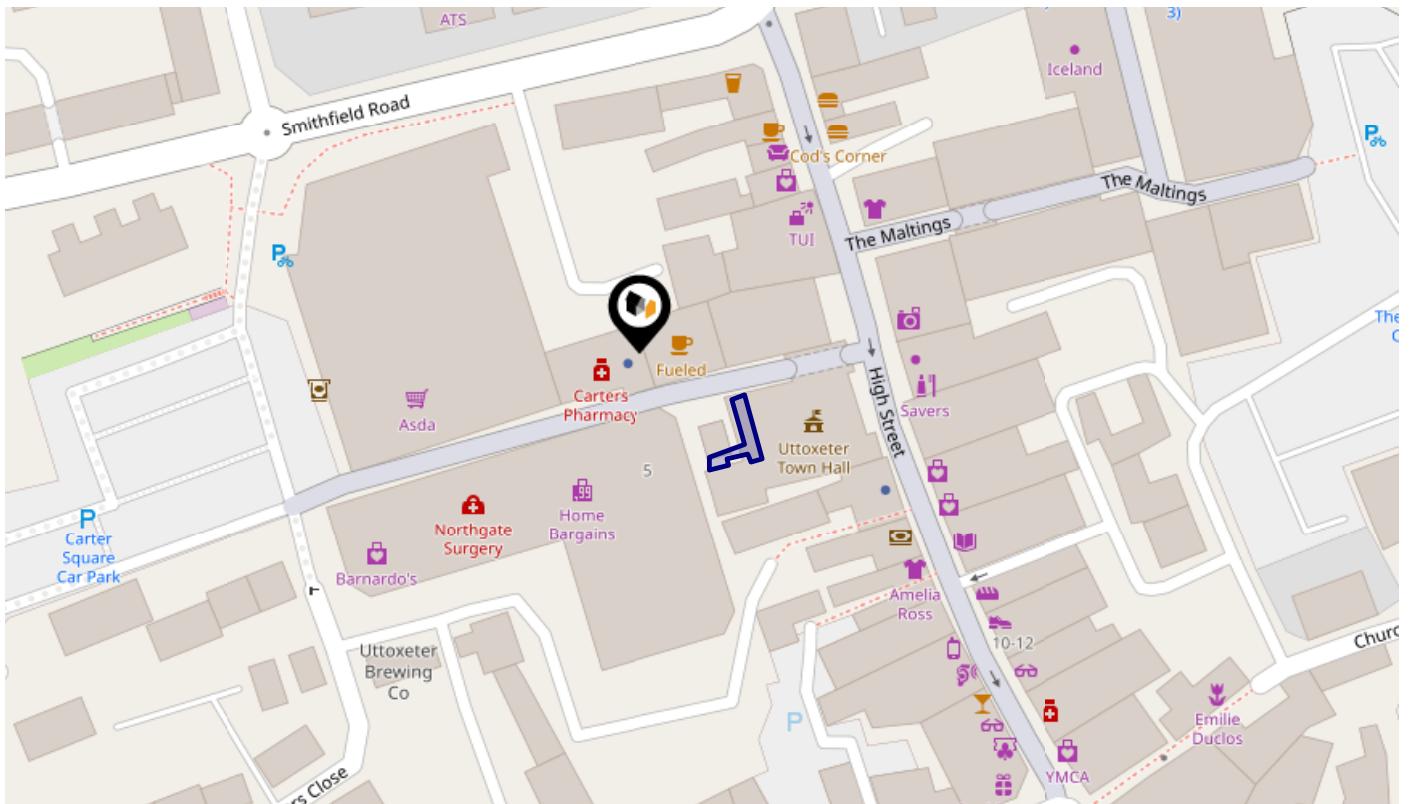 ATS
3)
Iceland
Smithfield Road
Cod's Corner
The Maltings
TUI
The Maltings
The
C
Fueled
Carters
Pharmacy
High Street
Savers
Asda
Uttoxeter
Town Hall
5
Home
Bargains
Northgate
Surgery
P
Carter
Square
Car Park
Barnardo's
Amelia
Ross
10-12
Churc
Uttoxeter
Brewing
Co
P
Emilie
Duclos
YMCA
rs Close